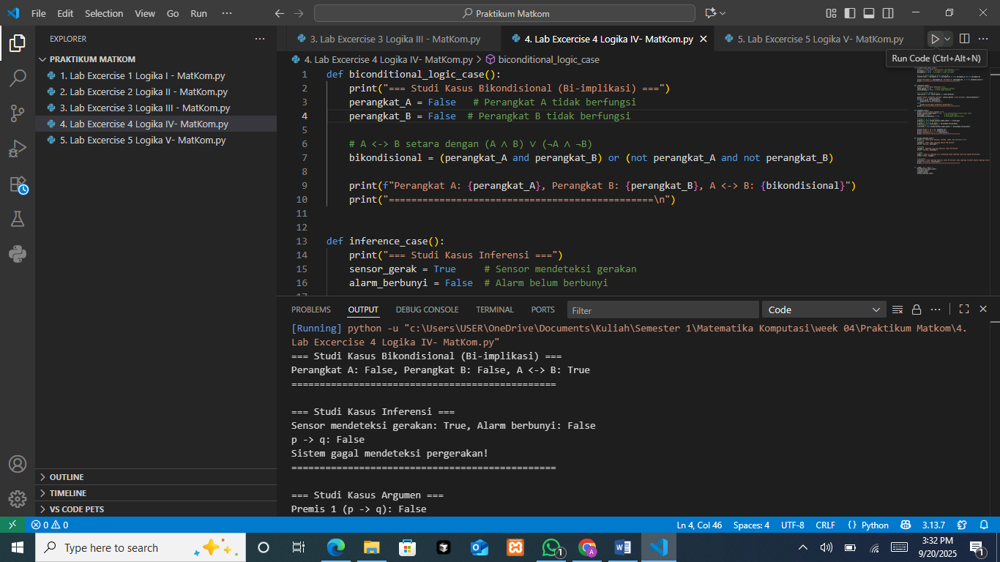 File Edit Selection View Go Run ···
Praktikum Matkom
EXPLORER ···
PRAKTIKUM MATKOM
1. Lab Excercise 1 Logika I - MatKom.py
2. Lab Excercise 2 Logika II - MatKom.py
3. Lab Excercise 3 Logika III - MatKom.py
4. Lab Excercise 4 Logika IV- MatKom.py
5. Lab Excercise 5 Logika V- MatKom.py
OUTLINE
TIMELINE
VS CODE PETS
3. Lab Excercise 3 Logika III - MatKom.py 4. Lab Excercise 4 Logika IV- MatKom.py 5. Lab Excercise 5 Logika V- MatKom.py
Run Code (Ctrl+Alt+N)
4. Lab Excercise 4 Logika IV- MatKom.py > biconditional_logic_case
1 def biconditional_logic_case():
2 print("=== Studi Kasus Bikondisional (Bi-implikasi) ===")
3 perangkat_A = False # Perangkat A tidak berfungsi
4 perangkat_B = False # Perangkat B tidak berfungsi
5
6 # A <-> B setara dengan (A ∧ B) ∨ (¬A ∧ ¬B)
7 bikondisional = (perangkat_A and perangkat_B) or (not perangkat_A and not perangkat_B)
8
9 print(f"Perangkat A: {perangkat_A}, Perangkat B: {perangkat_B}, A <-> B: {bikondisional}")
10 print("===============================================\n")
11
12
13 def inference_case():
14 print("=== Studi Kasus Inferensi ===")
15 sensor_gerak = True # Sensor mendeteksi gerakan
16 alarm_berbunyi = False # Alarm belum berbunyi
PROBLEMS OUTPUT DEBUG CONSOLE TERMINAL PORTS Filter Code
[Running] python -u "c:\Users\USER\OneDrive\Documents\Kuliah\Semester 1\Matematika Komputasi\week 04\Praktikum Matkom\4.
Lab Excercise 4 Logika IV- MatKom.py"
=== Studi Kasus Bikondisional (Bi-implikasi) ===
Perangkat A: False, Perangkat B: False, A <-> B: True
===============================================
=== Studi Kasus Inferensi ===
Sensor mendeteksi gerakan: True, Alarm berbunyi: False
p -> q: False
Sistem gagal mendeteksi pergerakan!
===============================================
=== Studi Kasus Argumen ===
Premis 1 (p -> q): False
0 0 Ln 4, Col 46 Spaces: 4 UTF-8 CRLF {} Python 3.13.7
Type here to search
1
A
3:32 PM
9/20/2025
1